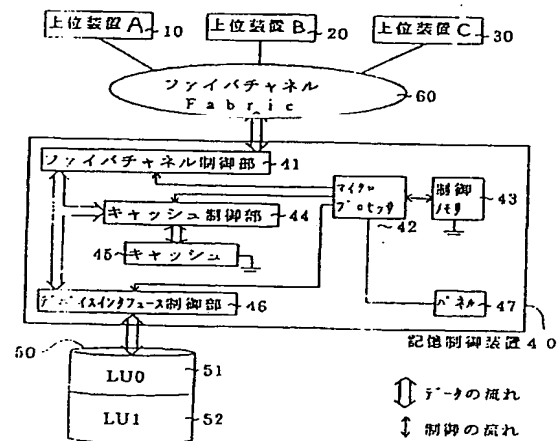 上位装置A
10
上位装置B
20
上位装置C
30
ファイバチャネル
Fabric
60
ファイバチャネル制御部
41
マイクロ
プロセッサ
42
制御
メモリ
43
キャッシュ制御部
44
45
キャッシュ
デバイスインタフェース制御部
46
パネル
47
記憶制御装置
40
50
LU0
51
LU1
52
データの流れ
制御の流れ